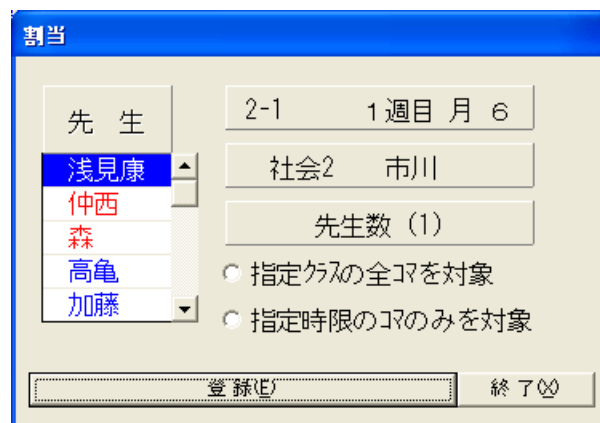 割当
先 生
浅見康
仲西
森
高亀
加藤
2-1 1週目 月 6
社会2 市川
先生数 (1)
指定ｸﾗｽの全ｺﾏを対象
指定時限のｺﾏのみを対象
登 録(E)
終 了(X)